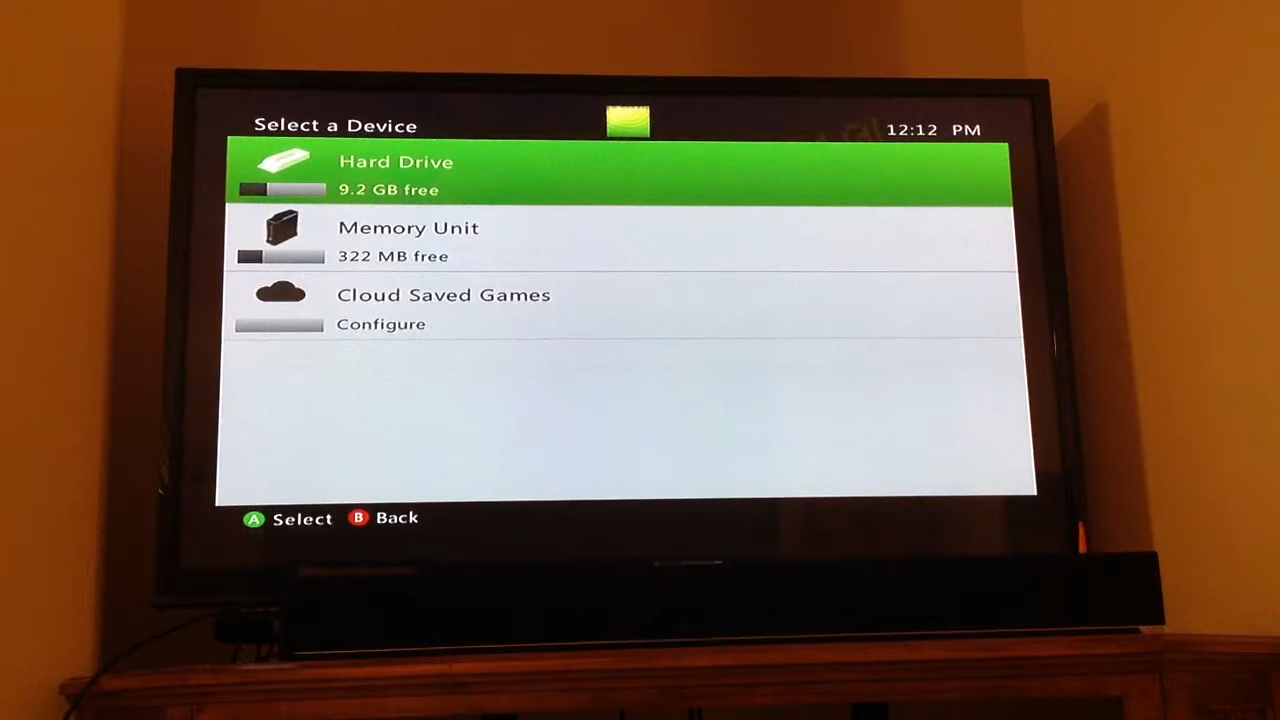 Select a Device
12:12 PM
Hard Drive
9.2 GB free
Memory Unit
322 MB free
Cloud Saved Games
Configure
A Select B Back